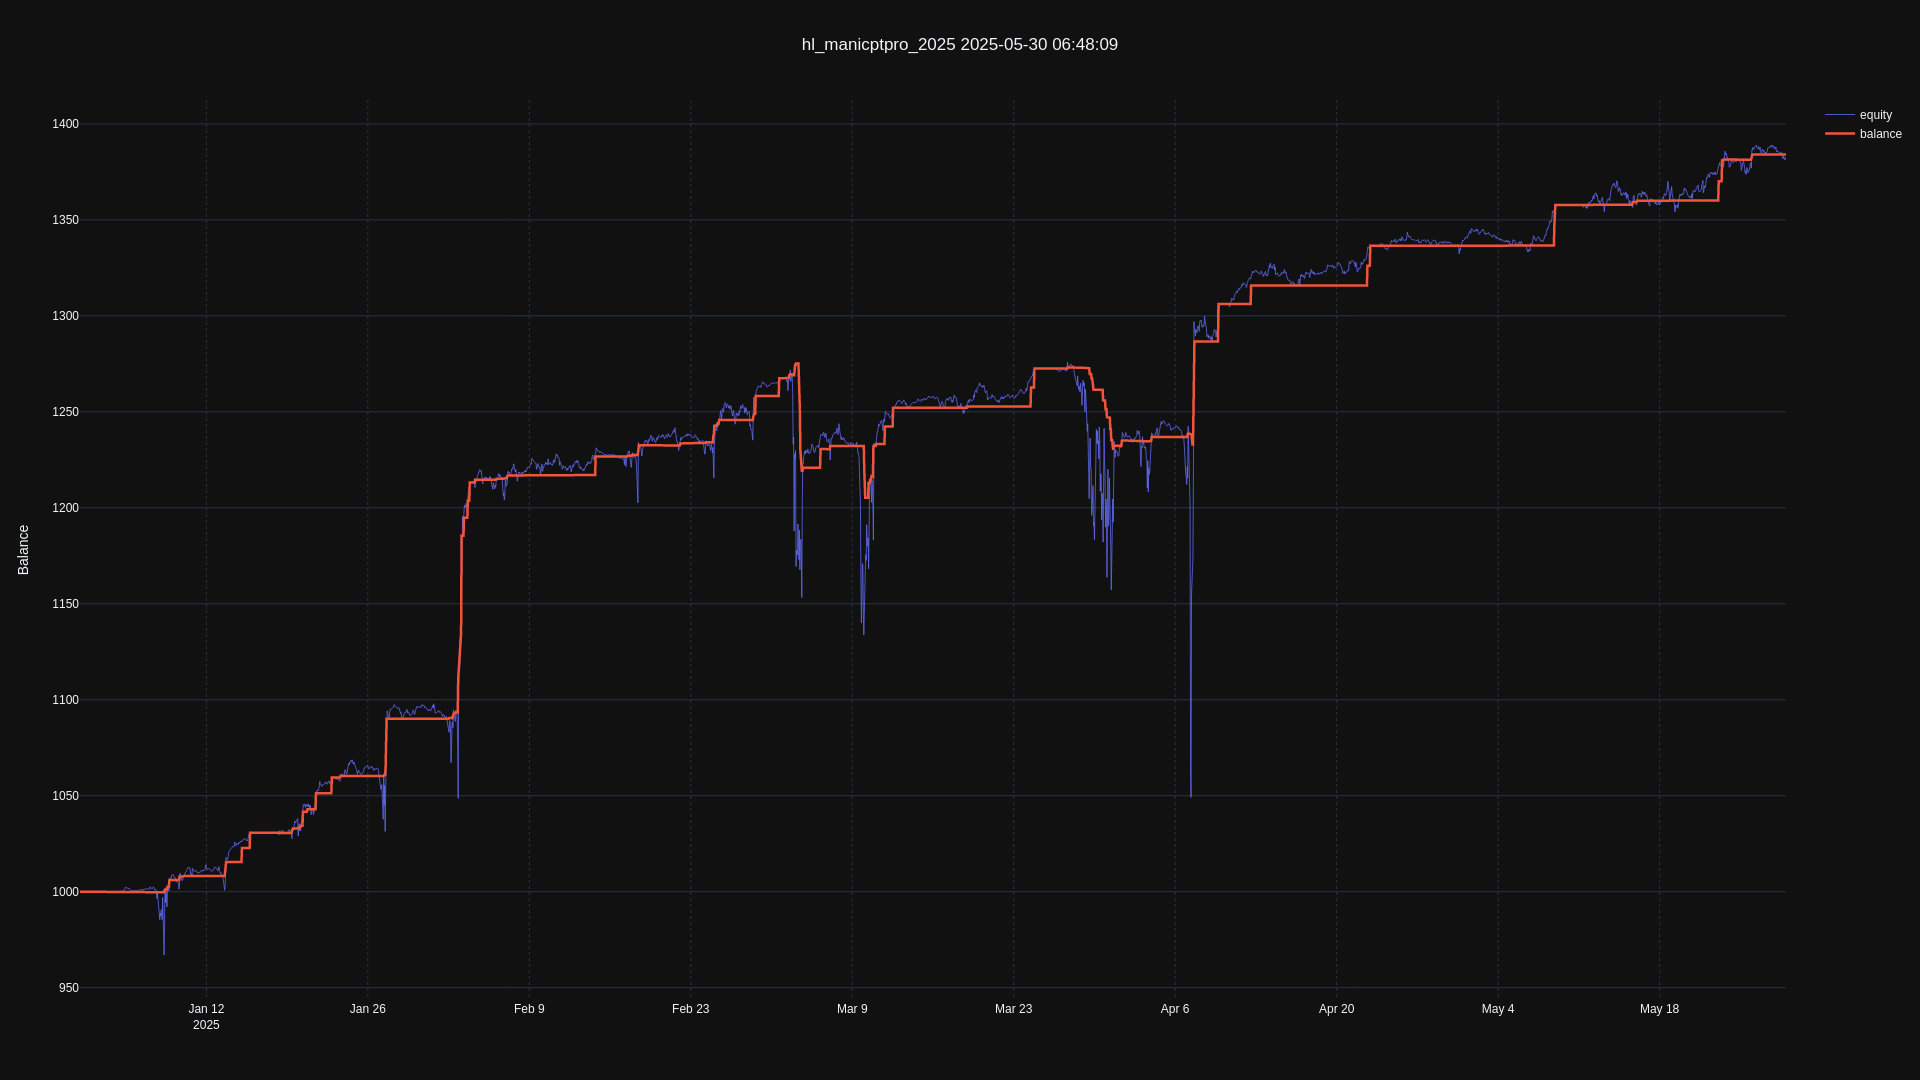 hl_manicptpro_2025 2025-05-30 06:48:09
equity
balance
Balance
1400
1350
1300
1250
1200
1150
1100
1050
1000
950
Jan 12
2025
Jan 26
Feb 9
Feb 23
Mar 9
Mar 23
Apr 6
Apr 20
May 4
May 18